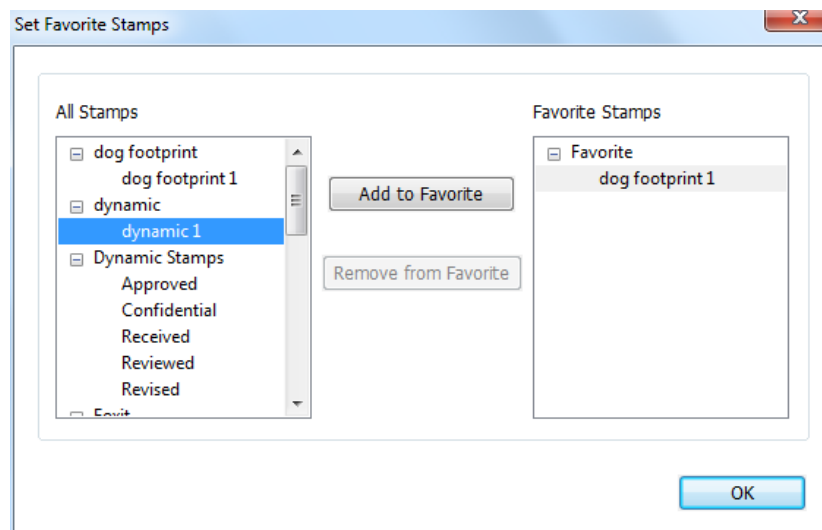 Set Favorite Stamps
All Stamps
dog footprint
dog footprint 1
dynamic
dynamic 1
Dynamic Stamps
Approved
Confidential
Received
Reviewed
Revised
Foxit
Add to Favorite
Remove from Favorite
Favorite Stamps
Favorite
dog footprint 1
OK